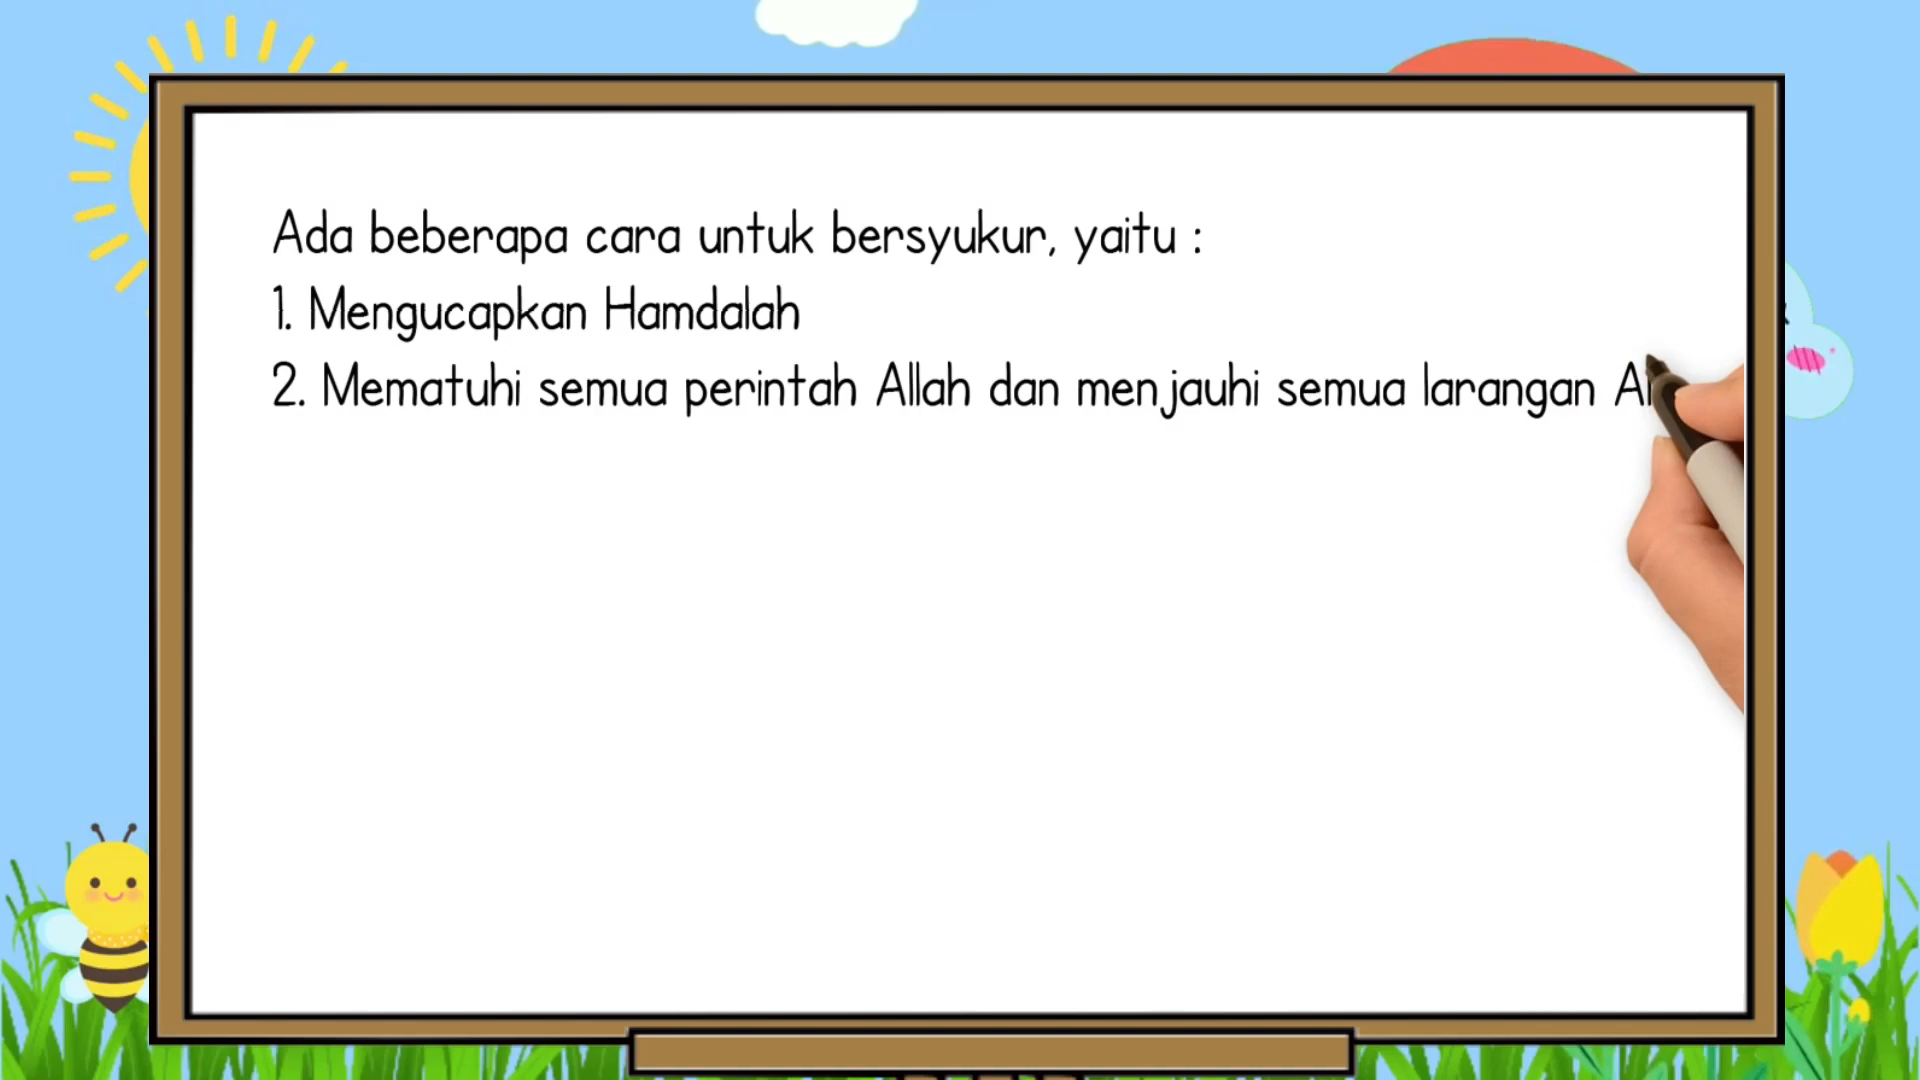 Ada beberapa cara untuk bersyukur, yaitu :
1. Mengucapkan Hamdalah
2. Mematuhi semua perintah Allah dan menjauhi semua larangan